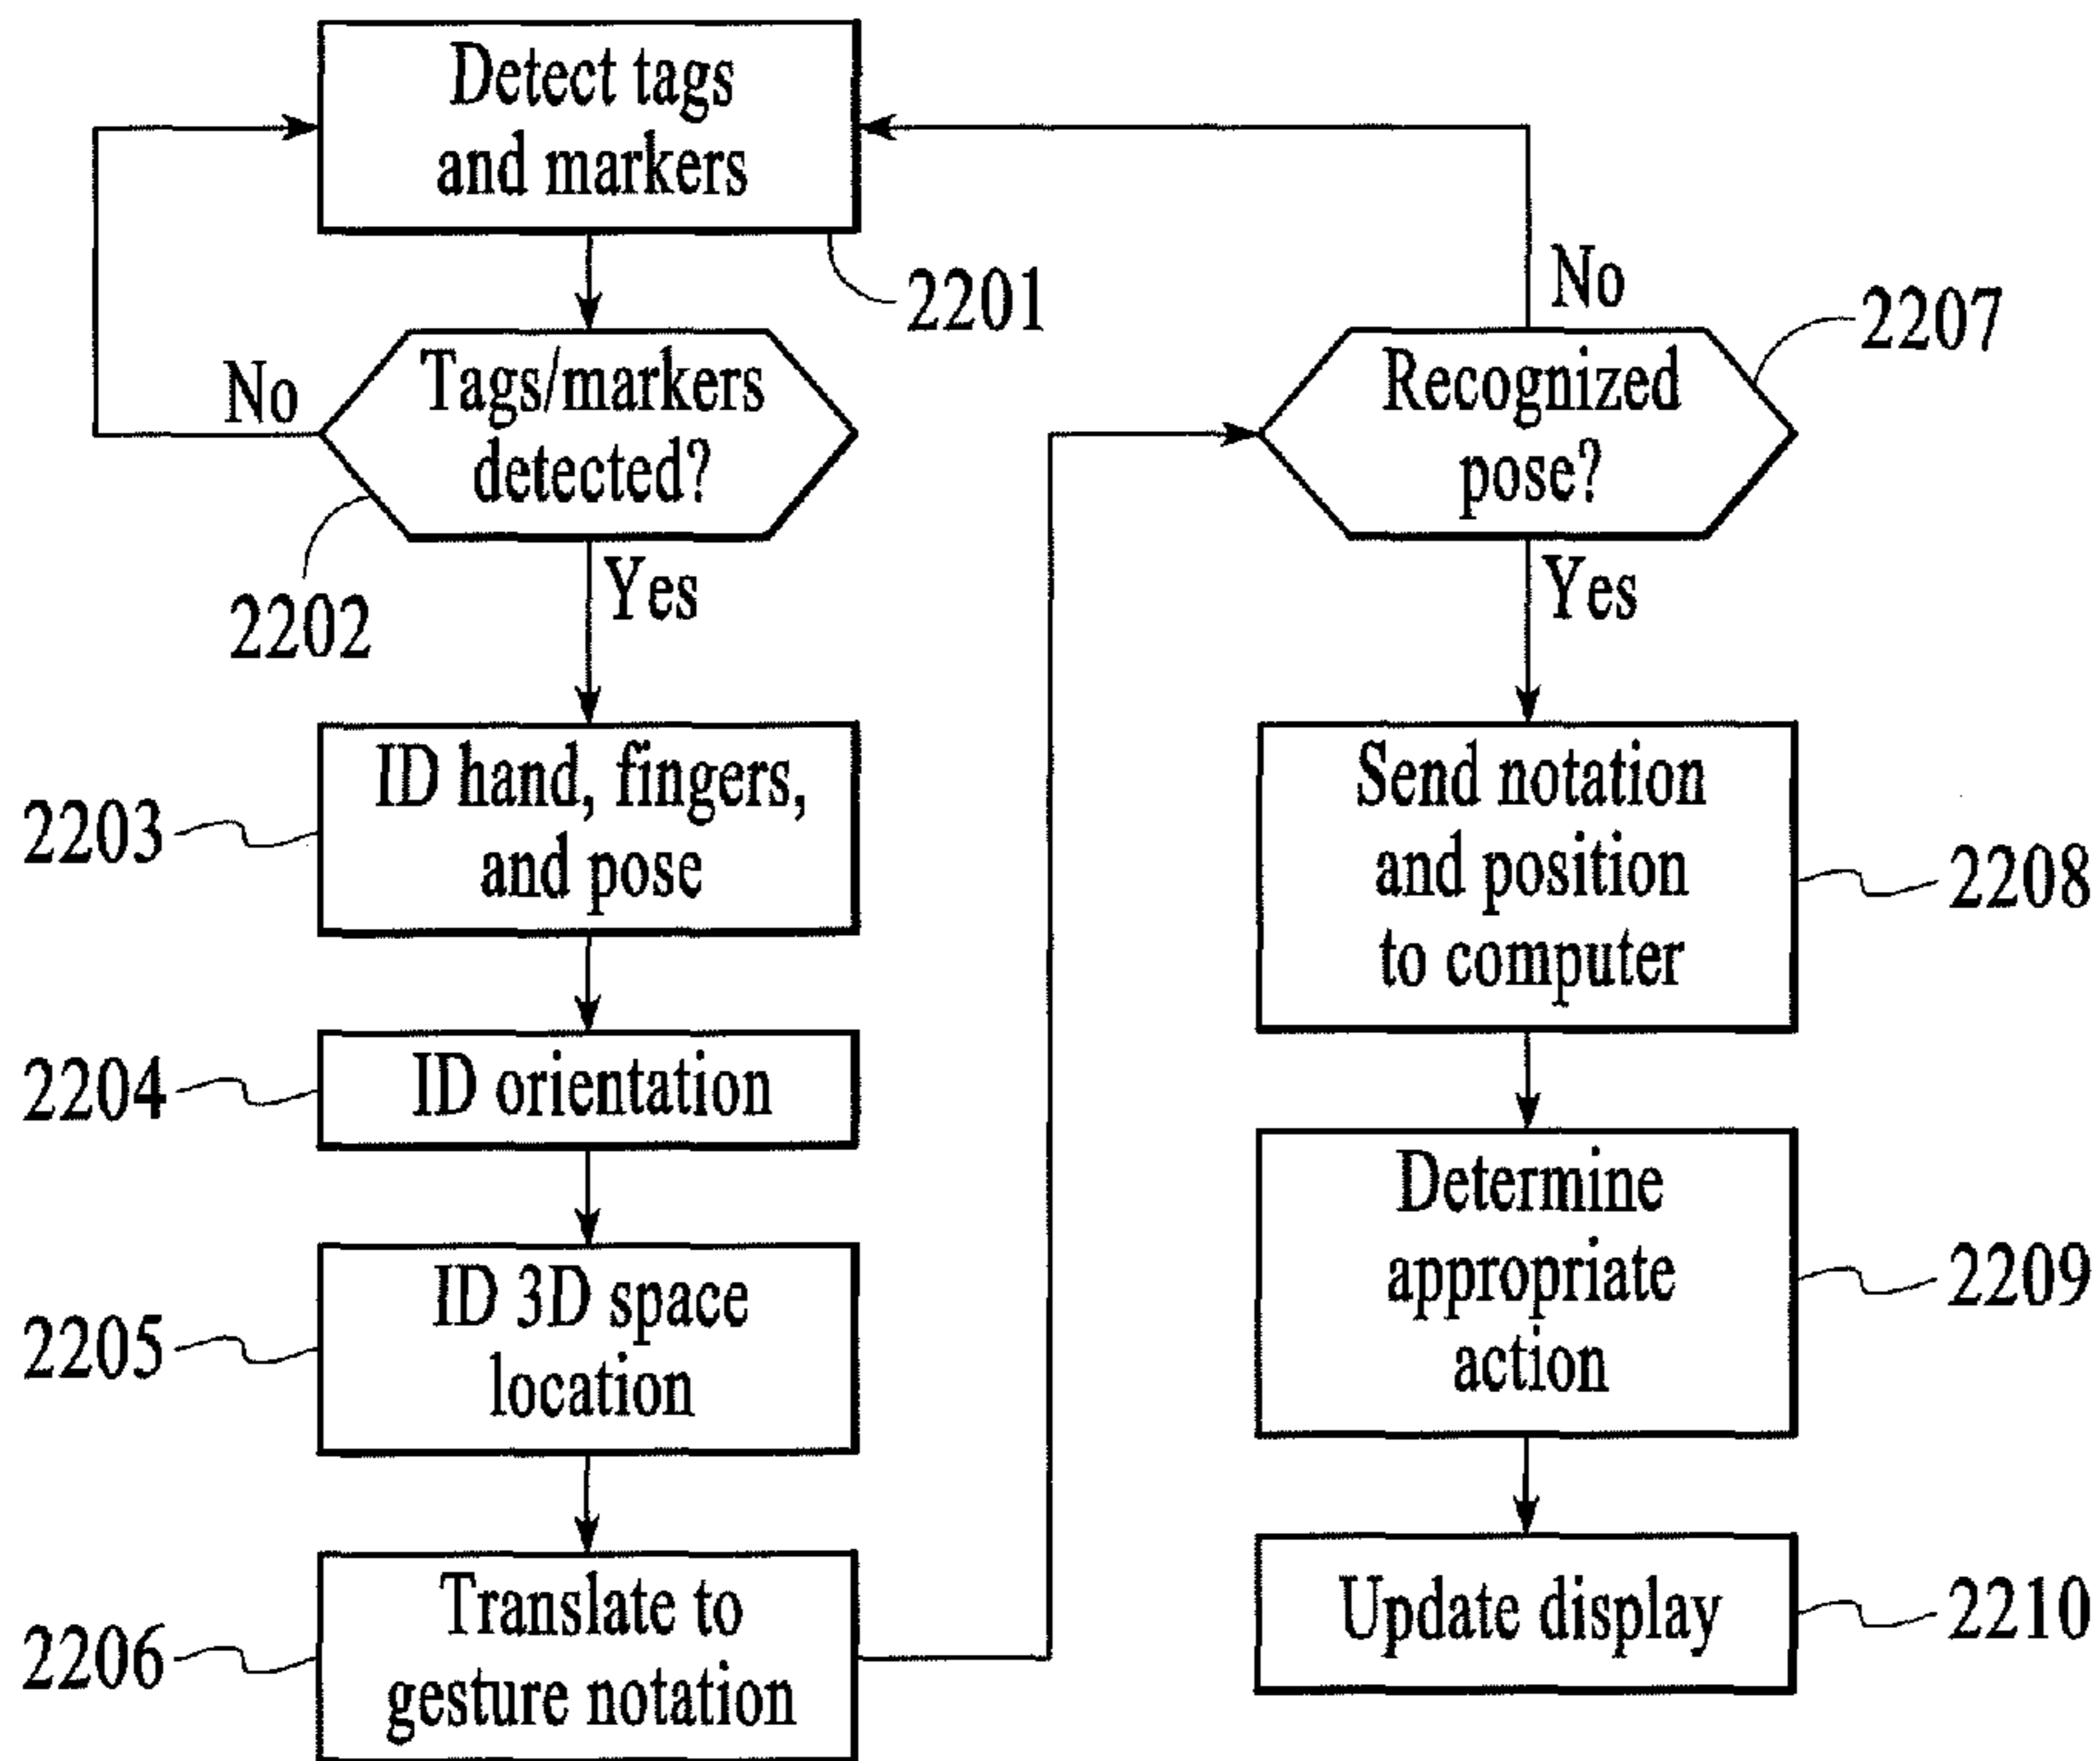 Detect tags
and markers
2201
No
Tags/markers
detected?
2202
Yes
2203
ID hand, fingers,
and pose
2204
ID orientation
2205
ID 3D space
location
2206
Translate to
gesture notation
No
2207
Recognized
pose?
Yes
Send notation
and position
to computer
2208
Determine
appropriate
action
2209
Update display
2210